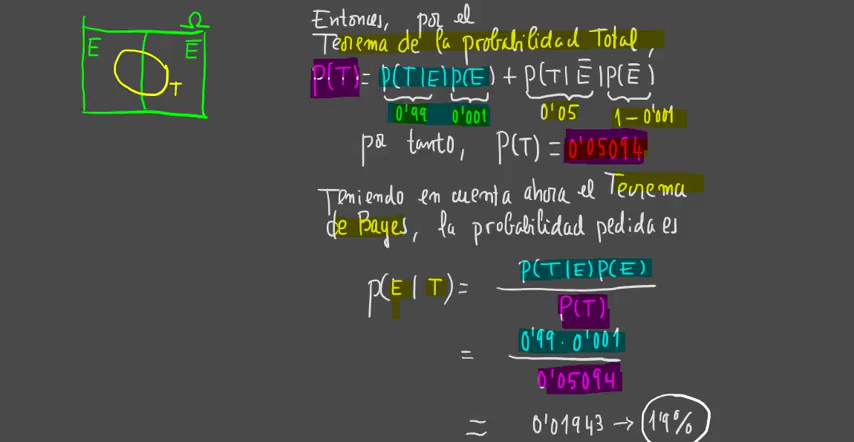 Ω
E Ē
T
Entonces, por el
Teorema de la probabilidad Total,
P(T) = p(T|E)p(E) + p(T|Ē)p(Ē)
0'99 0'001 0'05 1-0'001
por tanto, P(T) = 0'05094
Teniendo en cuenta ahora el Teorema
de Bayes, la probabilidad pedida es
p(E|T) = P(T|E)P(E)
P(T)
= 0'99 · 0'001
0'05094
= 0'01943 → 1'9%